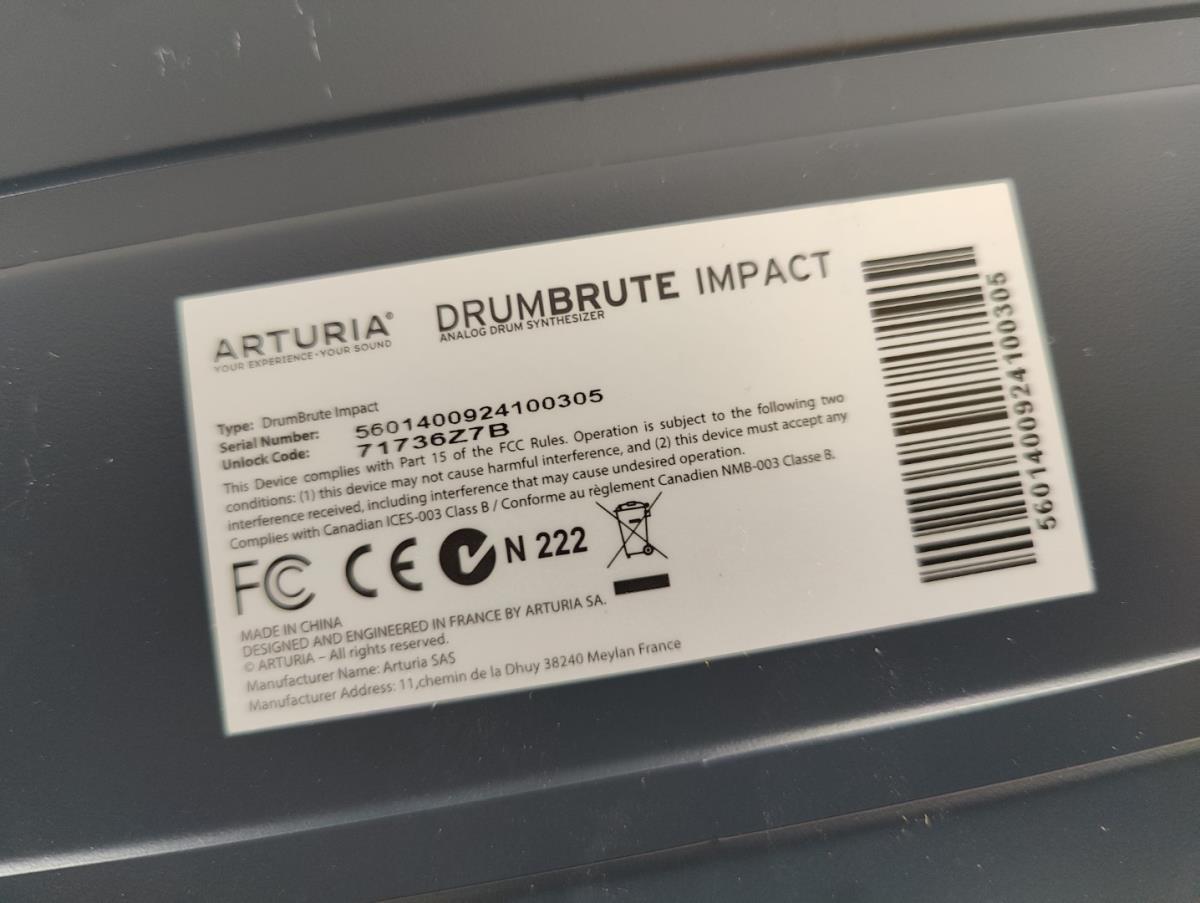 ARTURIA®
YOUR EXPERIENCE • YOUR SOUND
DRUMBRUTE IMPACT
ANALOG DRUM SYNTHESIZER
Type: DrumBrute Impact
Serial Number: 5601400924100305
Unlock Code: 71736Z7B
This Device complies with Part 15 of the FCC Rules. Operation is subject to the following two
conditions: (1) this device may not cause harmful interference, and (2) this device must accept any
interference received, including interference that may cause undesired operation.
Complies with Canadian ICES-003 Class B / Conforme au règlement Canadien NMB-003 Classe B.
FC CE N 222
MADE IN CHINA
DESIGNED AND ENGINEERED IN FRANCE BY ARTURIA SA.
© ARTURIA – All rights reserved.
Manufacturer Name: Arturia SAS
Manufacturer Address: 11,chemin de la Dhuy 38240 Meylan France
5601400924100305